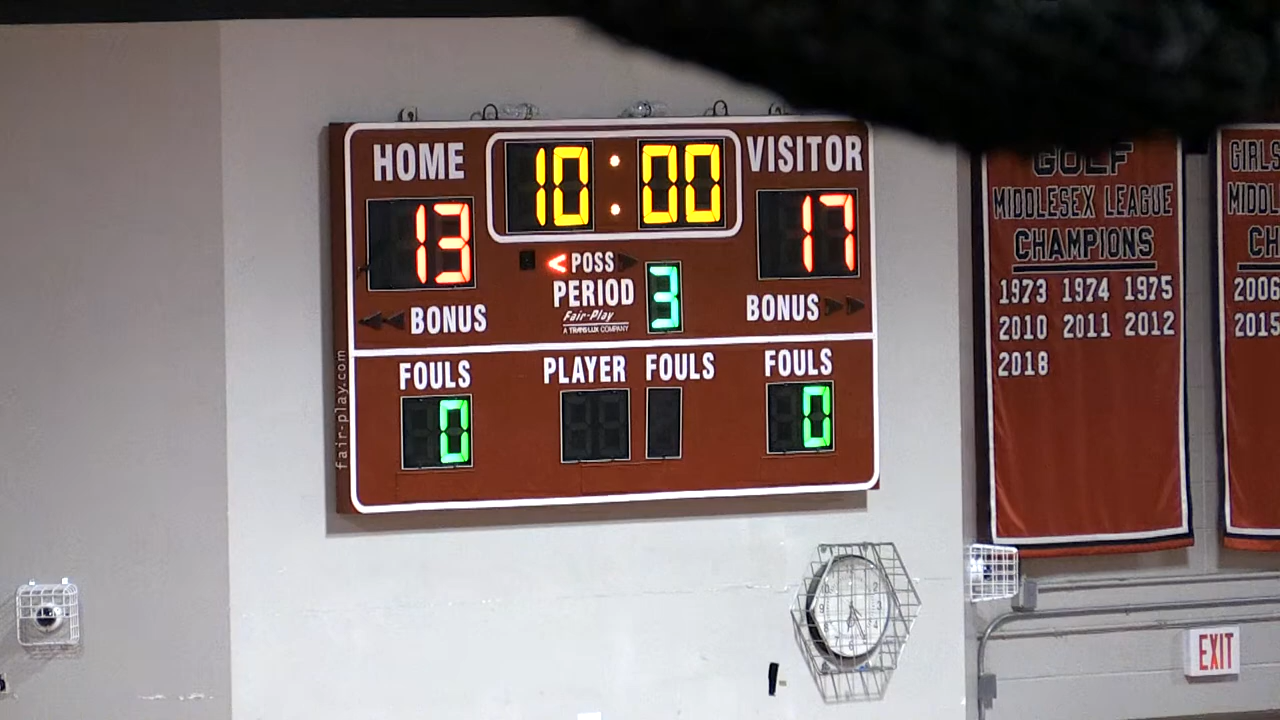 HOME
10:00
VISITOR
13
17
< POSS
PERIOD
3
Fair-Play
A TRANS-LUX COMPANY
BONUS
BONUS
FOULS
PLAYER FOULS
FOULS
0
0
fair-play.com
GOLF
MIDDLESEX LEAGUE
CHAMPIONS
1973 1974 1975
2010 2011 2012
2018
GIRLS
2006
2015
EXIT